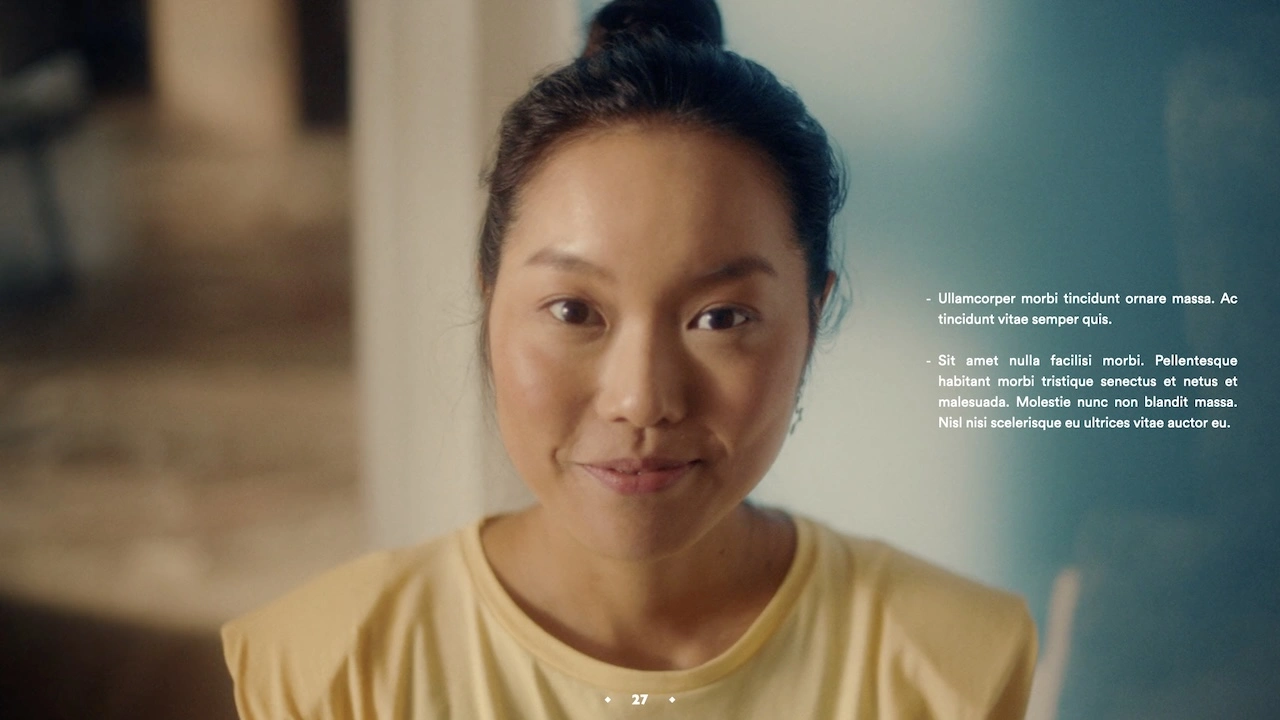 - Ullamcorper morbi tincidunt ornare massa. Ac
tincidunt vitae semper quis.
- Sit amet nulla facilisi morbi. Pellentesque
habitant morbi tristique senectus et netus et
malesuada. Molestie nunc non blandit massa.
Nisl nisi scelerisque eu ultrices vitae auctor eu.
27